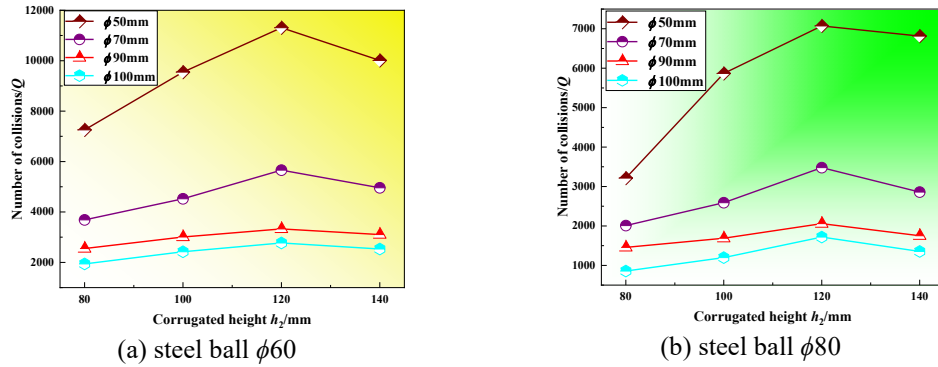 12000
10000
8000
6000
4000
2000
Number of collisions/Q
ϕ50mm
ϕ70mm
ϕ90mm
ϕ100mm
80 100 120 140
Corrugated height h₂/mm
(a) steel ball ϕ60
7000
6000
5000
4000
3000
2000
1000
Number of collisions/Q
ϕ50mm
ϕ70mm
ϕ90mm
ϕ100mm
80 100 120 140
Corrugated height h₂/mm
(b) steel ball ϕ80